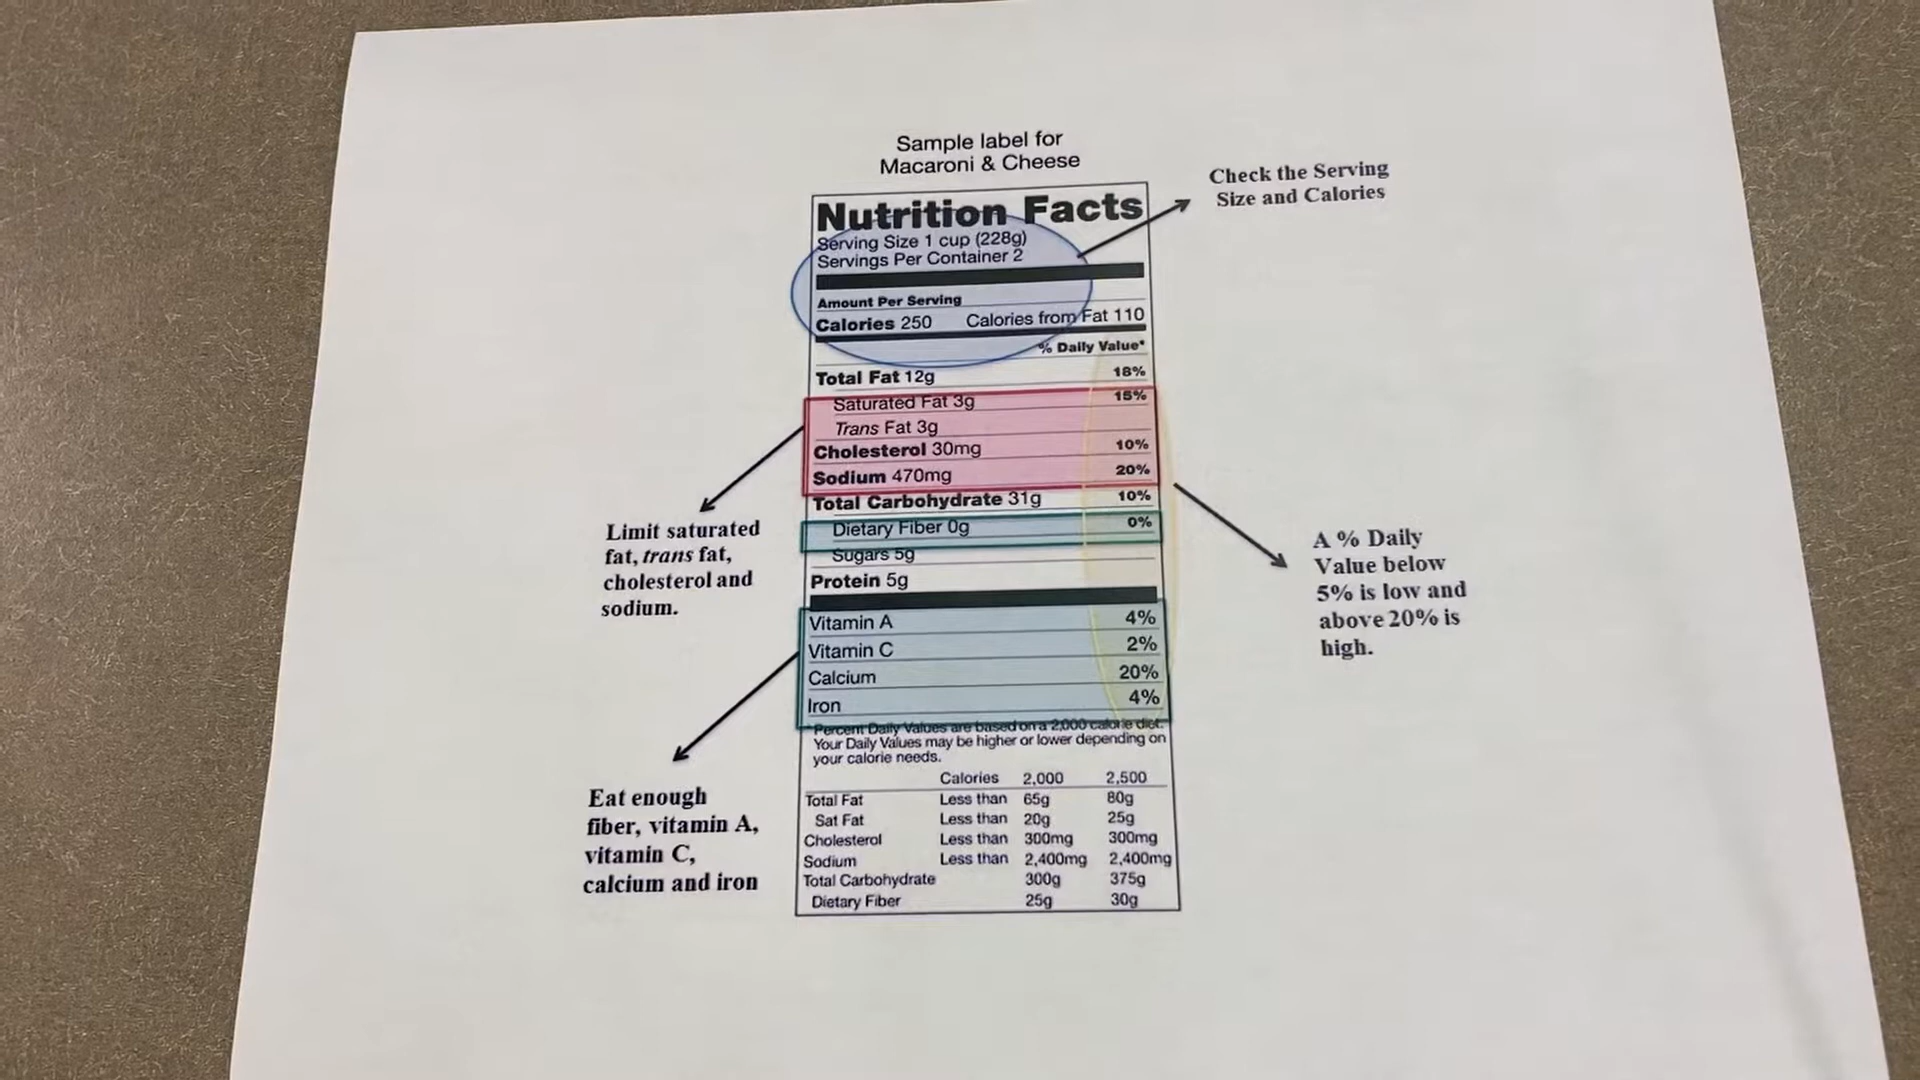 Sample label for
Macaroni & Cheese
Check the Serving
Size and Calories
Nutrition Facts
Serving Size 1 cup (228g)
Servings Per Container 2
Amount Per Serving
Calories 250 Calories from Fat 110
% Daily Value*
Total Fat 12g 18%
Saturated Fat 3g 15%
Trans Fat 3g
Cholesterol 30mg 10%
Sodium 470mg 20%
Total Carbohydrate 31g 10%
Dietary Fiber 0g 0%
Sugars 5g
Protein 5g
Vitamin A 4%
Vitamin C 2%
Calcium 20%
Iron 4%
*Percent Daily Values are based on a 2,000 calorie diet.
Your Daily Values may be higher or lower depending on
your calorie needs.
Calories 2,000 2,500
Total Fat Less than 65g 80g
Sat Fat Less than 20g 25g
Cholesterol Less than 300mg 300mg
Sodium Less than 2,400mg 2,400mg
Total Carbohydrate 300g 375g
Dietary Fiber 25g 30g
Limit saturated
fat, trans fat,
cholesterol and
sodium.
Eat enough
fiber, vitamin A,
vitamin C,
calcium and iron
A % Daily
Value below
5% is low and
above 20% is
high.